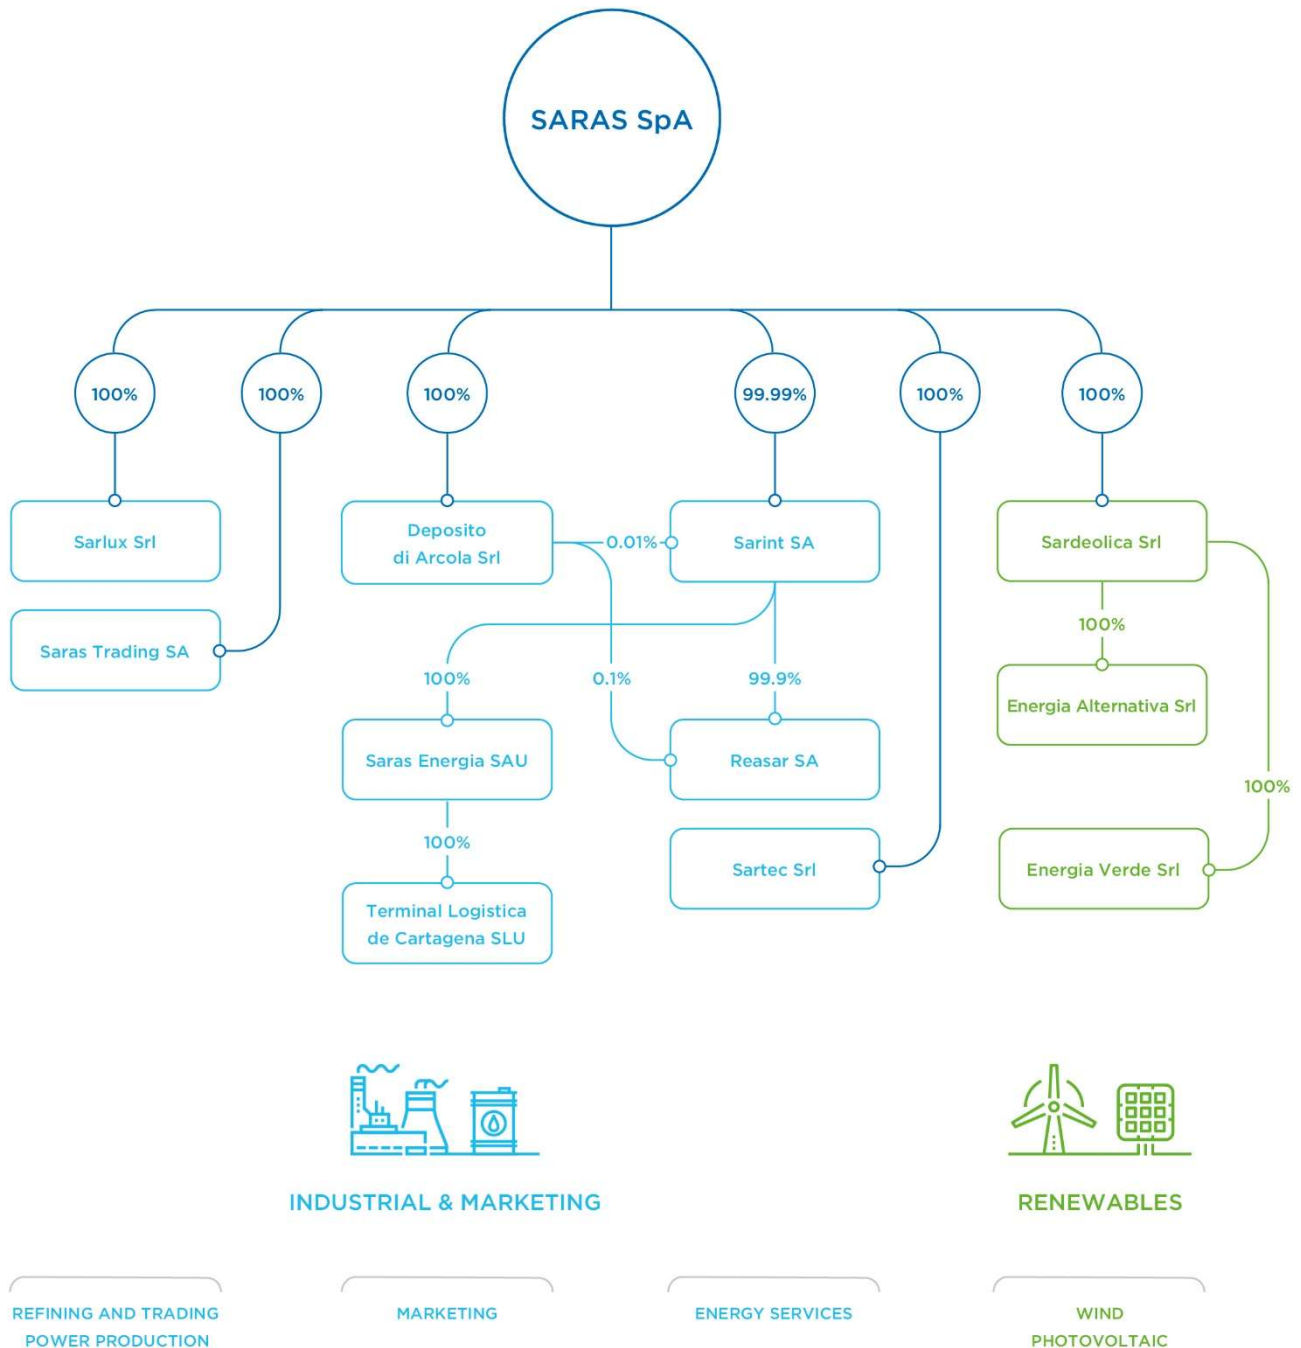 SARAS SpA
100%
100%
100%
99.99%
100%
100%
Sarlux Srl
Deposito
di Arcola Srl
0.01%
Sarint SA
Sardeolica Srl
Saras Trading SA
100%
100%
0.1%
99.9%
Energia Alternativa Srl
Saras Energia SAU
Reasar SA
100%
100%
Sartec Srl
Energia Verde Srl
Terminal Logistica
de Cartagena SLU
INDUSTRIAL & MARKETING
RENEWABLES
REFINING AND TRADING
POWER PRODUCTION
MARKETING
ENERGY SERVICES
WIND
PHOTOVOLTAIC